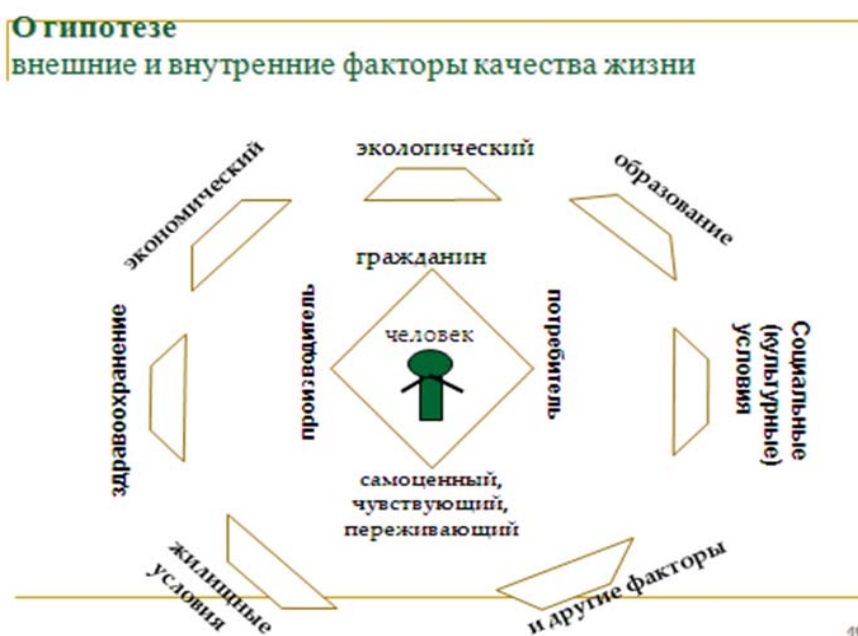 О гипотезе
внешние и внутренние факторы качества жизни
экологический
экономический
образование
гражданин
производитель
человек
потребитель
здравоохранение
Социальные
(культурные)
условия
самоценный,
чувствующий,
переживающий
жилищные
условия
и другие факторы